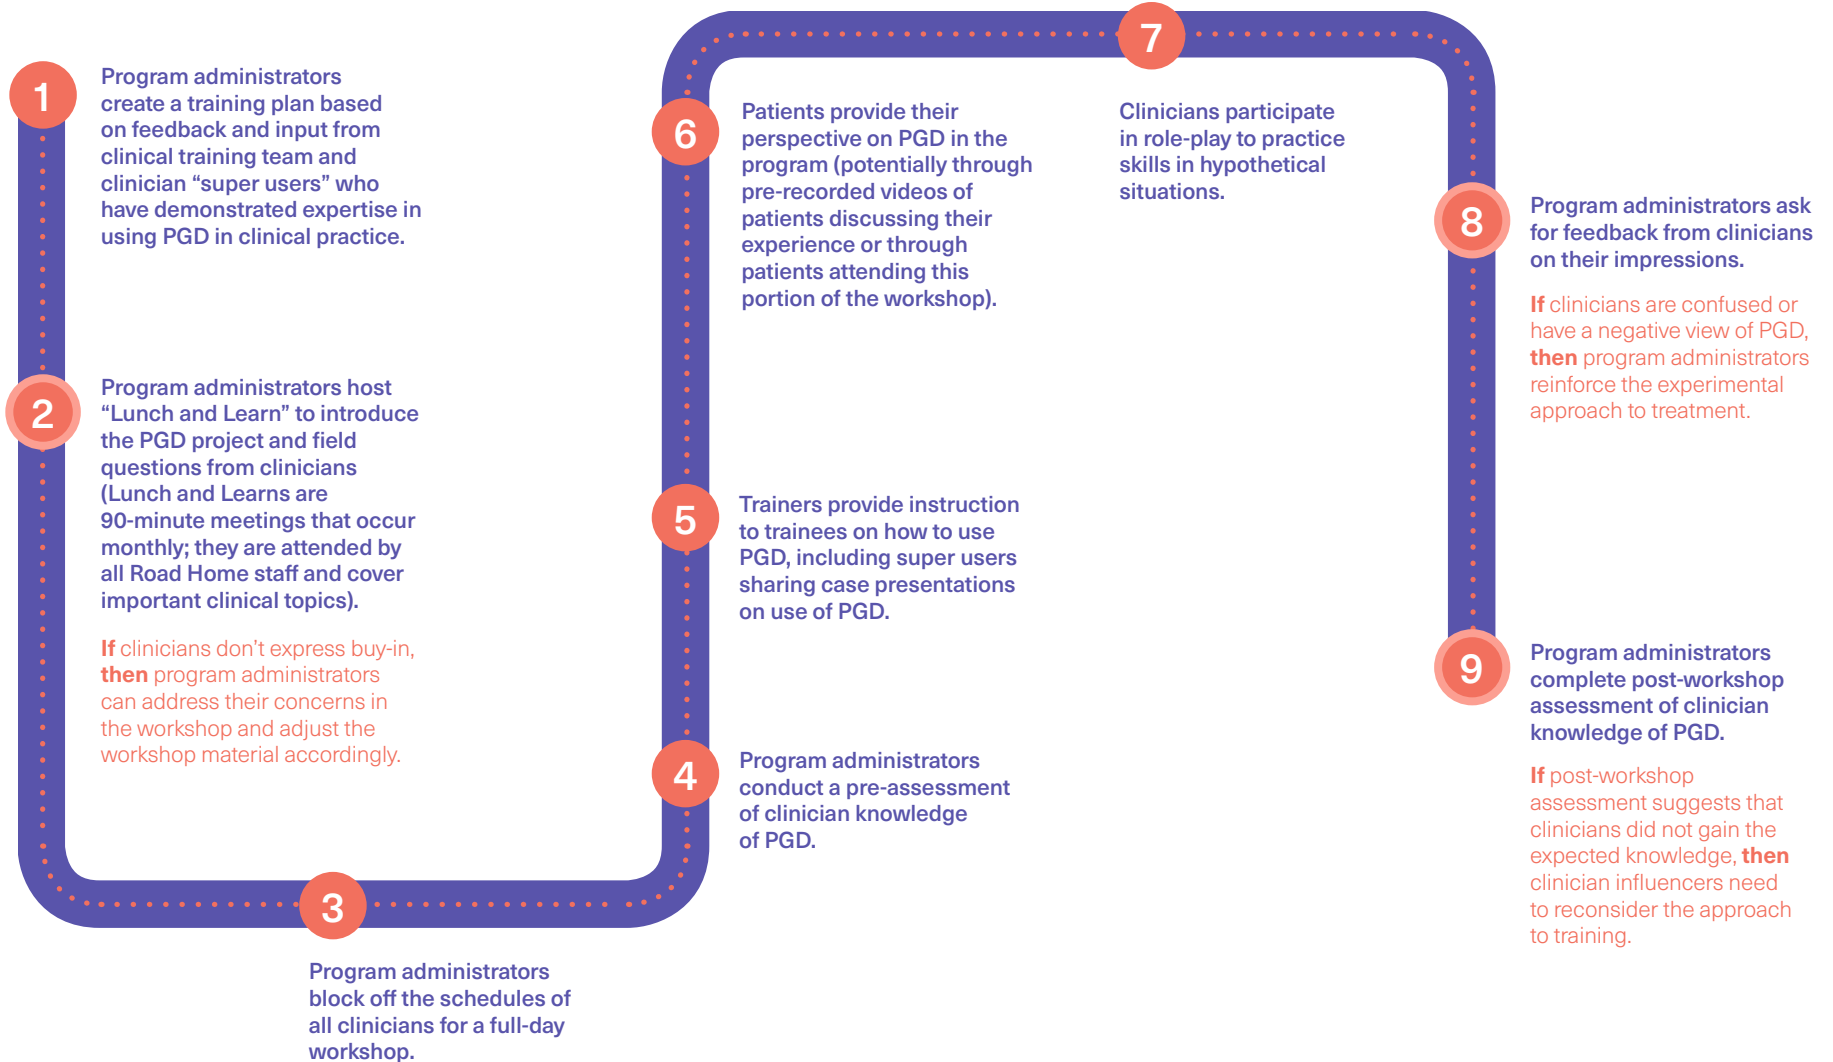 1
Program administrators
create a training plan based
on feedback and input from
clinical training team and
clinician “super users” who
have demonstrated expertise in
using PGD in clinical practice.
2
Program administrators host
“Lunch and Learn” to introduce
the PGD project and field
questions from clinicians
(Lunch and Learns are
90-minute meetings that occur
monthly; they are attended by
all Road Home staff and cover
important clinical topics).
If clinicians don’t express buy-in,
then program administrators
can address their concerns in
the workshop and adjust the
workshop material accordingly.
3
Program administrators
block off the schedules of
all clinicians for a full-day
workshop.
4
Program administrators
conduct a pre-assessment
of clinician knowledge
of PGD.
5
Trainers provide instruction
to trainees on how to use
PGD, including super users
sharing case presentations
on use of PGD.
6
Patients provide their
perspective on PGD in the
program (potentially through
pre-recorded videos of
patients discussing their
experience or through
patients attending this
portion of the workshop).
7
Clinicians participate
in role-play to practice
skills in hypothetical
situations.
8
Program administrators ask
for feedback from clinicians
on their impressions.
If clinicians are confused or
have a negative view of PGD,
then program administrators
reinforce the experimental
approach to treatment.
9
Program administrators
complete post-workshop
assessment of clinician
knowledge of PGD.
If post-workshop
assessment suggests that
clinicians did not gain the
expected knowledge, then
clinician influencers need
to reconsider the approach
to training.